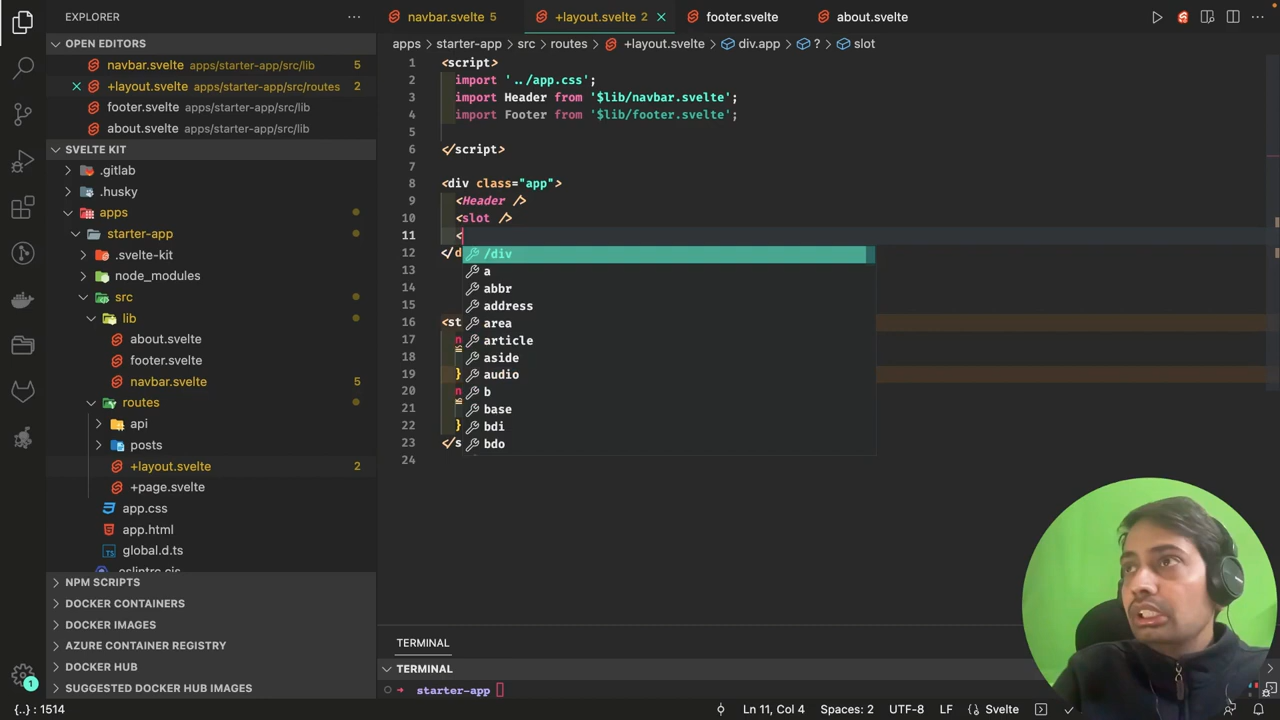 EXPLORER
navbar.svelte 5
+layout.svelte 2
footer.svelte
about.svelte
OPEN EDITORS
navbar.svelte apps/starter-app/src/lib 5
+layout.svelte apps/starter-app/src/routes 2
footer.svelte apps/starter-app/src/lib
about.svelte apps/starter-app/src/lib
SVELTE KIT
.gitlab
.husky
apps
starter-app
.svelte-kit
node_modules
src
lib
about.svelte
footer.svelte
navbar.svelte 5
routes
api
posts
+layout.svelte 2
+page.svelte
app.css
app.html
global.d.ts
.eslintrc.cjs
NPM SCRIPTS
DOCKER CONTAINERS
DOCKER IMAGES
AZURE CONTAINER REGISTRY
DOCKER HUB
SUGGESTED DOCKER HUB IMAGES
apps > starter-app > src > routes > +layout.svelte > div.app > ? > slot
1 <script>
2 import '../app.css';
3 import Header from '$lib/navbar.svelte';
4 import Footer from '$lib/footer.svelte';
5
6 </script>
7
8 <div class="app">
9 <Header />
10 <slot />
11 <
12 </d
13
14
15
16 <st
17 n
18
19 }
20 n
21
22 }
23 </s
24
/div
a
abbr
address
area
article
aside
audio
b
base
bdi
bdo
TERMINAL
TERMINAL
→ starter-app
1
{..} : 1514
Ln 11, Col 4
Spaces: 2
UTF-8
LF
{} Svelte